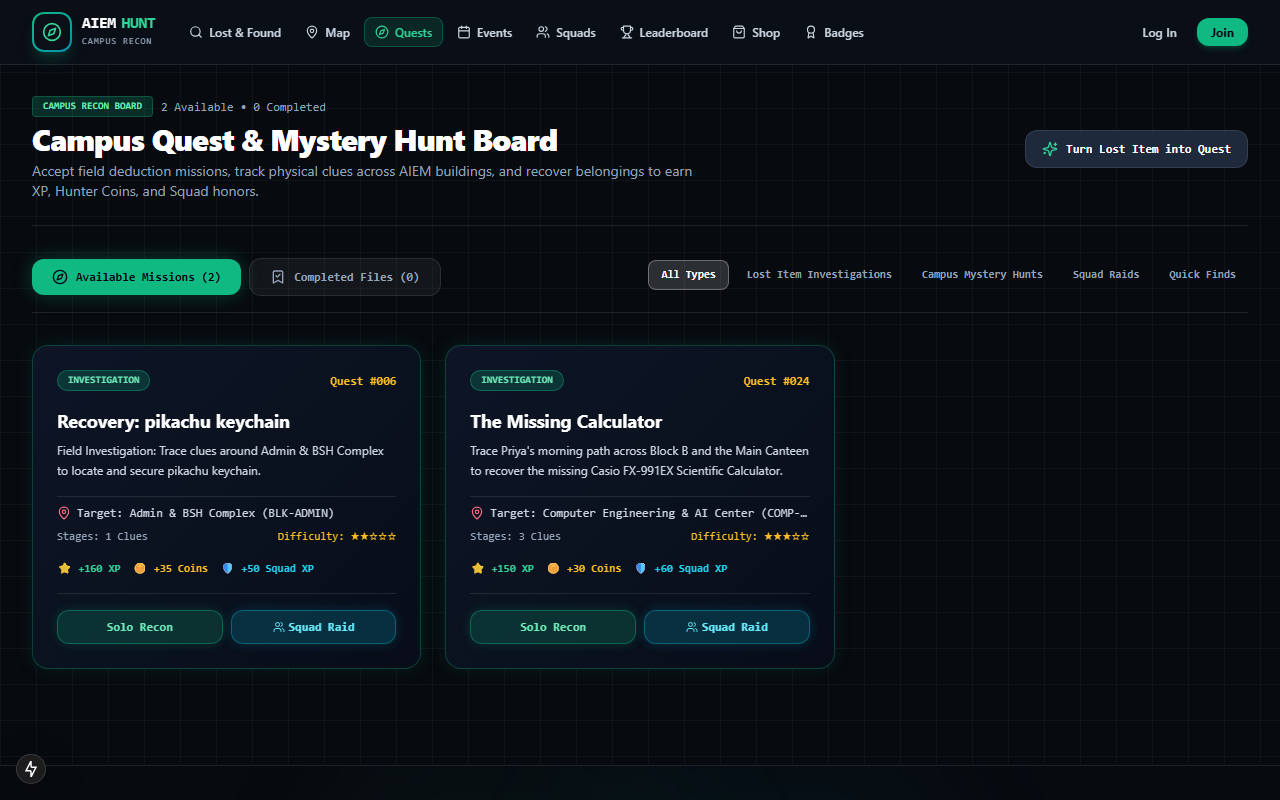 AIEM HUNT
CAMPUS RECON
Lost & Found
Map
Quests
Events
Squads
Leaderboard
Shop
Badges
Log In
Join
CAMPUS RECON BOARD
2 Available • 0 Completed
Campus Quest & Mystery Hunt Board
Accept field deduction missions, track physical clues across AIEM buildings, and recover belongings to earn
XP, Hunter Coins, and Squad honors.
Turn Lost Item into Quest
Available Missions (2)
Completed Files (0)
All Types
Lost Item Investigations
Campus Mystery Hunts
Squad Raids
Quick Finds
INVESTIGATION
Quest #006
Recovery: pikachu keychain
Field Investigation: Trace clues around Admin & BSH Complex
to locate and secure pikachu keychain.
Target: Admin & BSH Complex (BLK-ADMIN)
Stages: 1 Clues
Difficulty: ★★☆☆☆
+160 XP
+35 Coins
+50 Squad XP
Solo Recon
Squad Raid
INVESTIGATION
Quest #024
The Missing Calculator
Trace Priya's morning path across Block B and the Main Canteen
to recover the missing Casio FX-991EX Scientific Calculator.
Target: Computer Engineering & AI Center (COMP-…
Stages: 3 Clues
Difficulty: ★★★☆☆
+150 XP
+30 Coins
+60 Squad XP
Solo Recon
Squad Raid